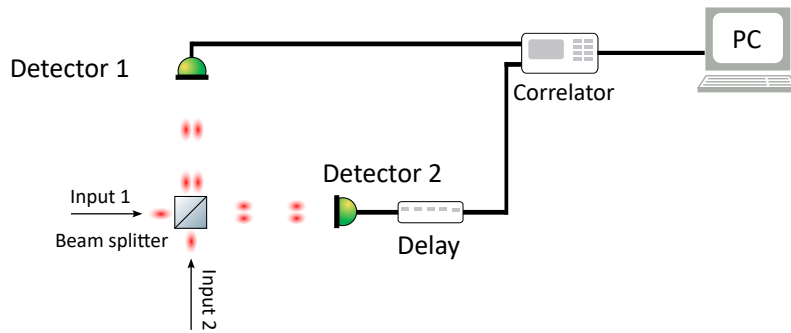 PC
Detector 1
Correlator
Detector 2
Input 1
Beam splitter
Delay
Input 2